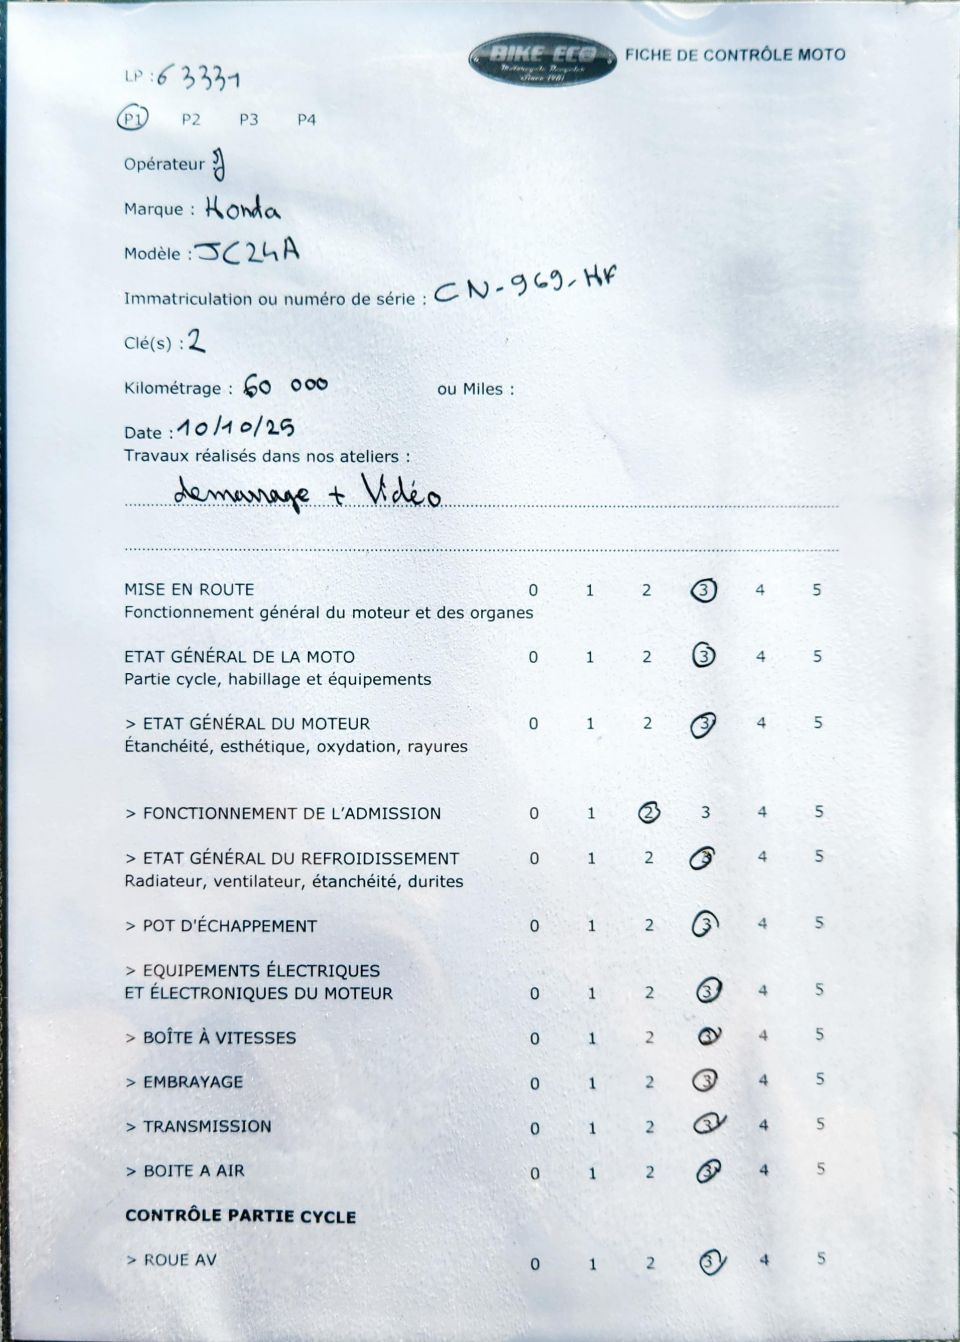 BIKE ECO
Motorcycle Recycler
Since 1981
FICHE DE CONTRÔLE MOTO
LP : 63331
P1 P2 P3 P4
Opérateur
Marque : Honda
Modèle : JC24A
Immatriculation ou numéro de série : CN-969-HF
Clé(s) : 2
Kilométrage : 60 000 ou Miles :
Date : 10/10/25
Travaux réalisés dans nos ateliers :
demarrage + Vidéo
MISE EN ROUTE 0 1 2 3 4 5
Fonctionnement général du moteur et des organes
ETAT GÉNÉRAL DE LA MOTO 0 1 2 3 4 5
Partie cycle, habillage et équipements
> ETAT GÉNÉRAL DU MOTEUR 0 1 2 3 4 5
Étanchéité, esthétique, oxydation, rayures
> FONCTIONNEMENT DE L'ADMISSION 0 1 2 3 4 5
> ETAT GÉNÉRAL DU REFROIDISSEMENT 0 1 2 3 4 5
Radiateur, ventilateur, étanchéité, durites
> POT D'ÉCHAPPEMENT 0 1 2 3 4 5
> EQUIPEMENTS ÉLECTRIQUES
ET ÉLECTRONIQUES DU MOTEUR 0 1 2 3 4 5
> BOÎTE À VITESSES 0 1 2 3 4 5
> EMBRAYAGE 0 1 2 3 4 5
> TRANSMISSION 0 1 2 3 4 5
> BOITE A AIR 0 1 2 3 4 5
CONTRÔLE PARTIE CYCLE
> ROUE AV 0 1 2 3 4 5